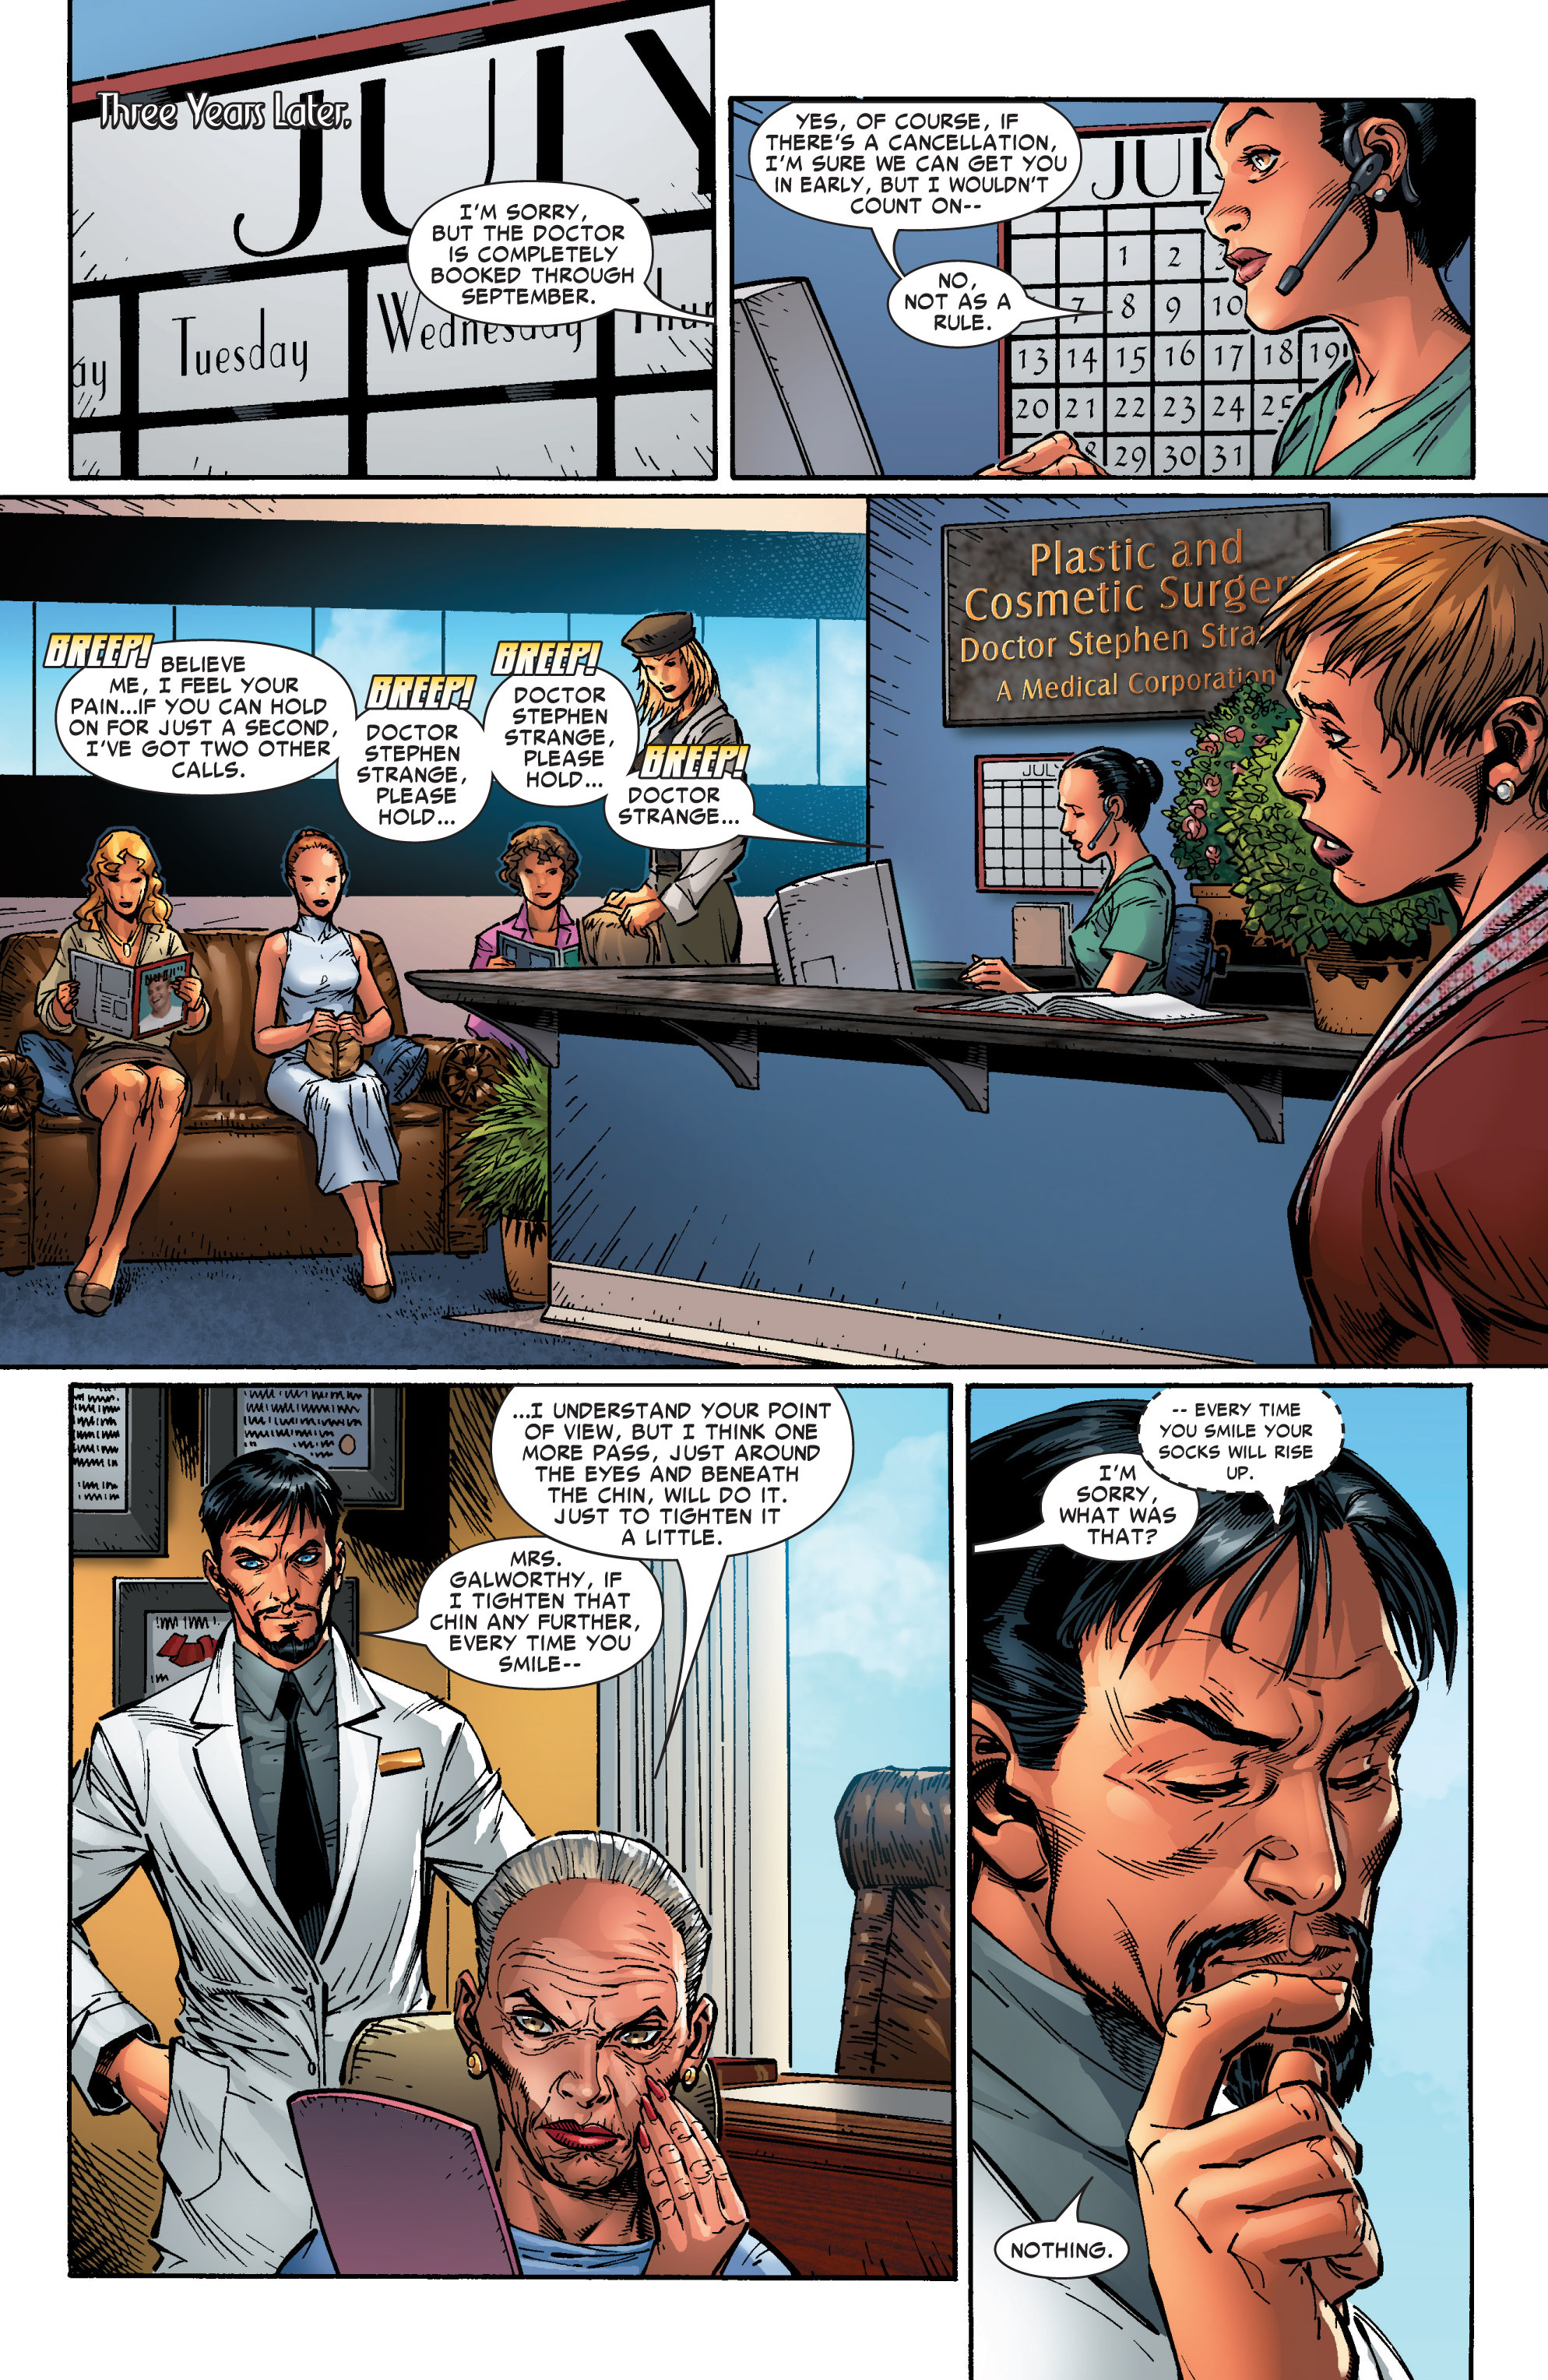 Three Years Later.
JULY
I'M SORRY,
BUT THE DOCTOR
IS COMPLETELY
BOOKED THROUGH
SEPTEMBER.
ay Tuesday Wednesday Thur
YES, OF COURSE, IF
THERE'S A CANCELLATION,
I'M SURE WE CAN GET YOU
IN EARLY, BUT I WOULDN'T
COUNT ON--
NO,
NOT AS A
RULE.
JUL
1 2
7 8 9 10
13 14 15 16 17 18 19
20 21 22 23 24 25
8 29 30 31
Plastic and
Cosmetic Surger
Doctor Stephen Stra
A Medical Corporation
BREEP!
BELIEVE
ME, I FEEL YOUR
PAIN...IF YOU CAN HOLD
ON FOR JUST A SECOND,
I'VE GOT TWO OTHER
CALLS.
BREEP!
DOCTOR
STEPHEN
STRANGE,
PLEASE
HOLD...
BREEP!
DOCTOR
STEPHEN
STRANGE,
PLEASE
HOLD...
BREEP!
DOCTOR
STRANGE...
JULY
...I UNDERSTAND YOUR POINT
OF VIEW, BUT I THINK ONE
MORE PASS, JUST AROUND
THE EYES AND BENEATH
THE CHIN, WILL DO IT.
JUST TO TIGHTEN IT
A LITTLE.
MRS.
GALWORTHY, IF
I TIGHTEN THAT
CHIN ANY FURTHER,
EVERY TIME YOU
SMILE--
-- EVERY TIME
YOU SMILE YOUR
SOCKS WILL RISE
UP.
I'M
SORRY,
WHAT WAS
THAT?
NOTHING.